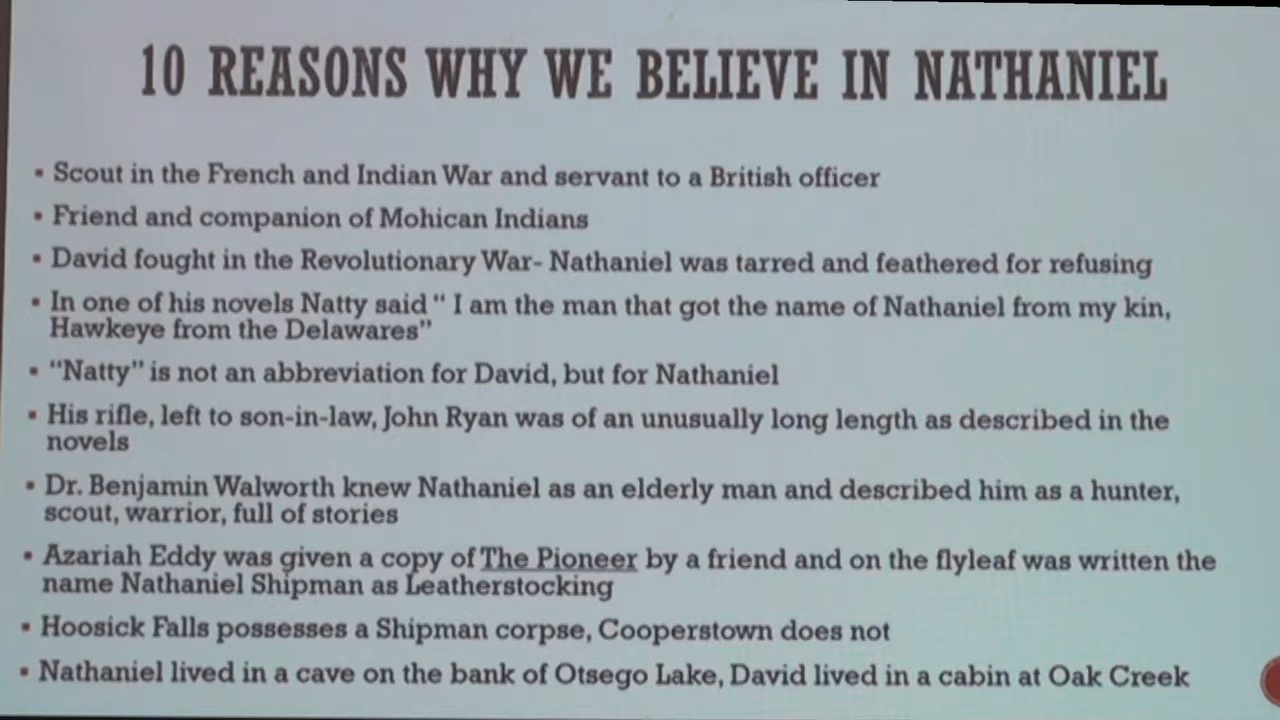 10 REASONS WHY WE BELIEVE IN NATHANIEL
▪ Scout in the French and Indian War and servant to a British officer
▪ Friend and companion of Mohican Indians
▪ David fought in the Revolutionary War- Nathaniel was tarred and feathered for refusing
▪ In one of his novels Natty said “ I am the man that got the name of Nathaniel from my kin,
Hawkeye from the Delawares”
▪ “Natty” is not an abbreviation for David, but for Nathaniel
▪ His rifle, left to son-in-law, John Ryan was of an unusually long length as described in the
novels
▪ Dr. Benjamin Walworth knew Nathaniel as an elderly man and described him as a hunter,
scout, warrior, full of stories
▪ Azariah Eddy was given a copy of The Pioneer by a friend and on the flyleaf was written the
name Nathaniel Shipman as Leatherstocking
▪ Hoosick Falls possesses a Shipman corpse, Cooperstown does not
▪ Nathaniel lived in a cave on the bank of Otsego Lake, David lived in a cabin at Oak Creek